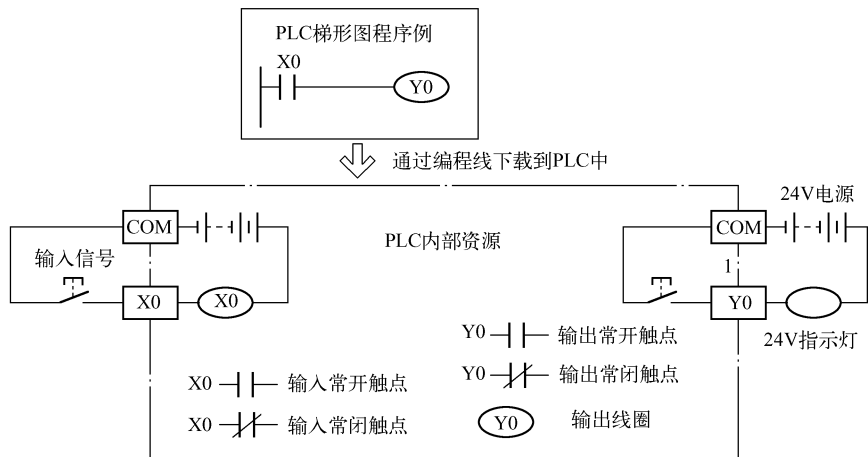 PLC梯形图程序例
X0
Y0
通过编程线下载到PLC中
24V电源
COM
COM
PLC内部资源
输入信号
1
X0
X0
Y0
Y0 输出常开触点
24V指示灯
X0 输入常开触点
Y0 输出常闭触点
X0 输入常闭触点
Y0 输出线圈